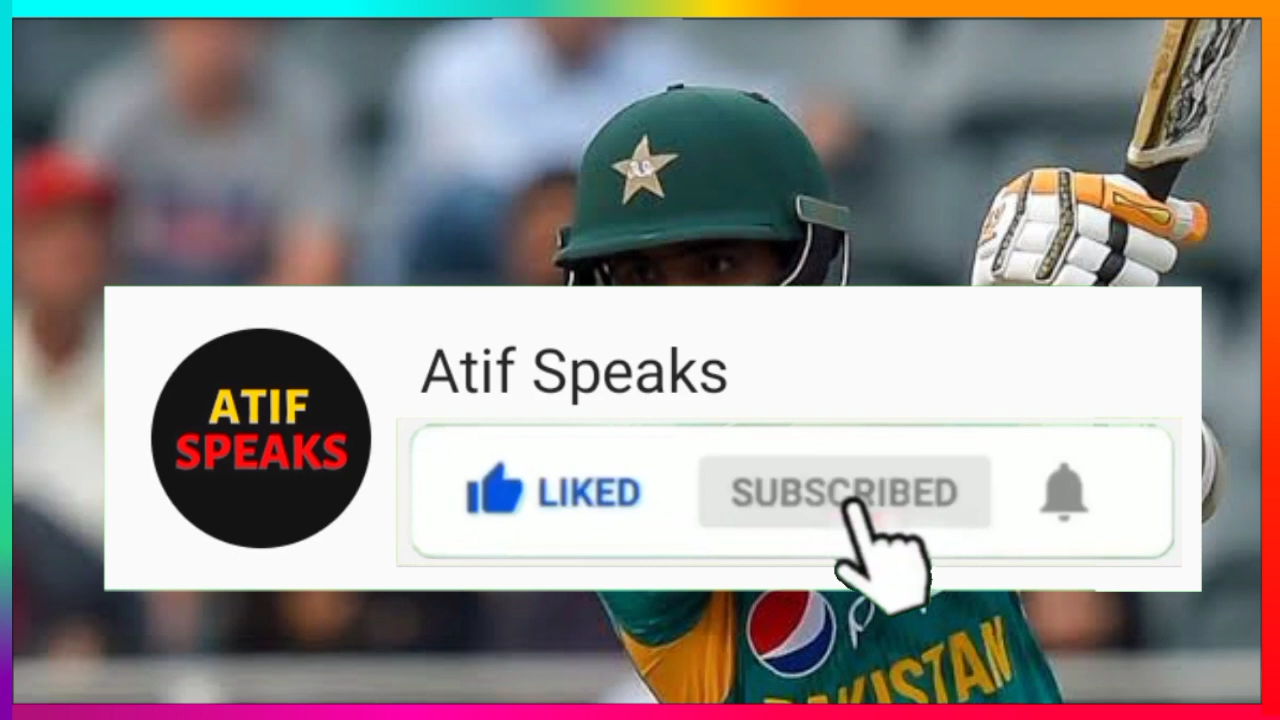 Atif Speaks
ATIF
SPEAKS
LIKED
SUBSCRIBED
PAKISTAN